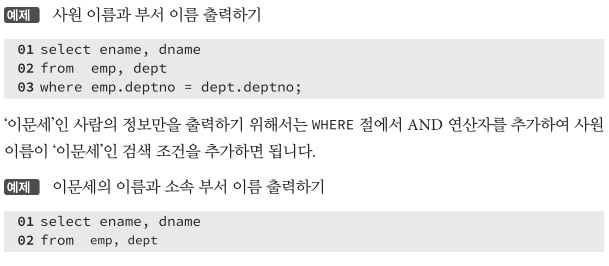 예제 사원 이름과 부서 이름 출력하기
01 select ename, dname
02 from emp, dept
03 where emp.deptno = dept.deptno;
‘이문세’인 사람의 정보만을 출력하기 위해서는 WHERE 절에서 AND 연산자를 추가하여 사원
이름이 ‘이문세’인 검색 조건을 추가하면 됩니다.
예제 이문세의 이름과 소속 부서 이름 출력하기
01 select ename, dname
02 from emp, dept